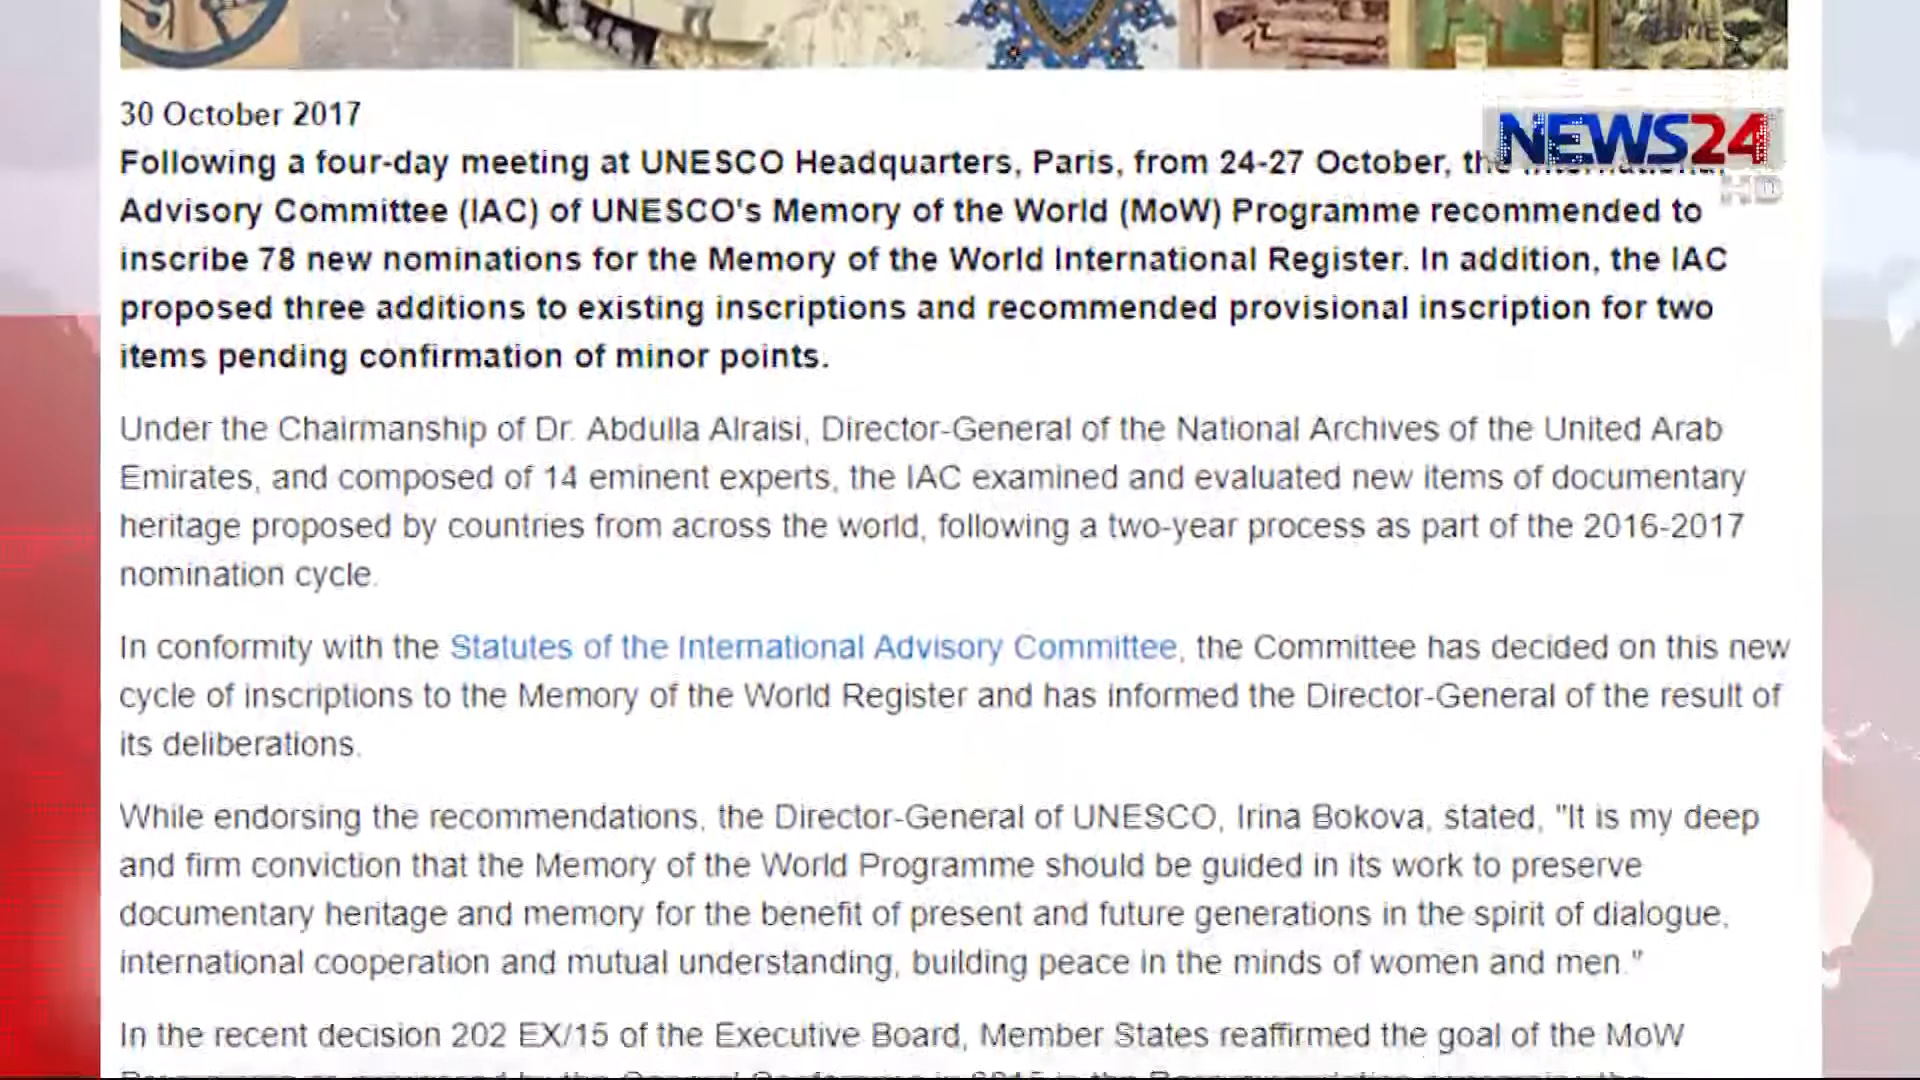 30 October 2017
NEWS24
HD
Following a four-day meeting at UNESCO Headquarters, Paris, from 24-27 October, the
Advisory Committee (IAC) of UNESCO's Memory of the World (MoW) Programme recommended to
inscribe 78 new nominations for the Memory of the World International Register. In addition, the IAC
proposed three additions to existing inscriptions and recommended provisional inscription for two
items pending confirmation of minor points.
Under the Chairmanship of Dr. Abdulla Alraisi, Director-General of the National Archives of the United Arab
Emirates, and composed of 14 eminent experts, the IAC examined and evaluated new items of documentary
heritage proposed by countries from across the world, following a two-year process as part of the 2016-2017
nomination cycle.
In conformity with the Statutes of the International Advisory Committee, the Committee has decided on this new
cycle of inscriptions to the Memory of the World Register and has informed the Director-General of the result of
its deliberations.
While endorsing the recommendations, the Director-General of UNESCO, Irina Bokova, stated, "It is my deep
and firm conviction that the Memory of the World Programme should be guided in its work to preserve
documentary heritage and memory for the benefit of present and future generations in the spirit of dialogue,
international cooperation and mutual understanding, building peace in the minds of women and men."
In the recent decision 202 EX/15 of the Executive Board, Member States reaffirmed the goal of the MoW